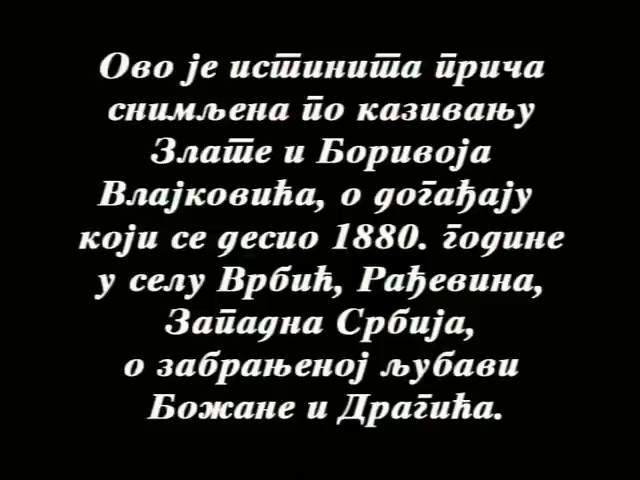 Ово је истинита прича
снимљена по казивању
Злате и Боривоја
Влајковића, о догађају
који се десио 1880. године
у селу Врбић, Рађевина,
Западна Србија,
о забрањеној љубави
Божане и Драгића.